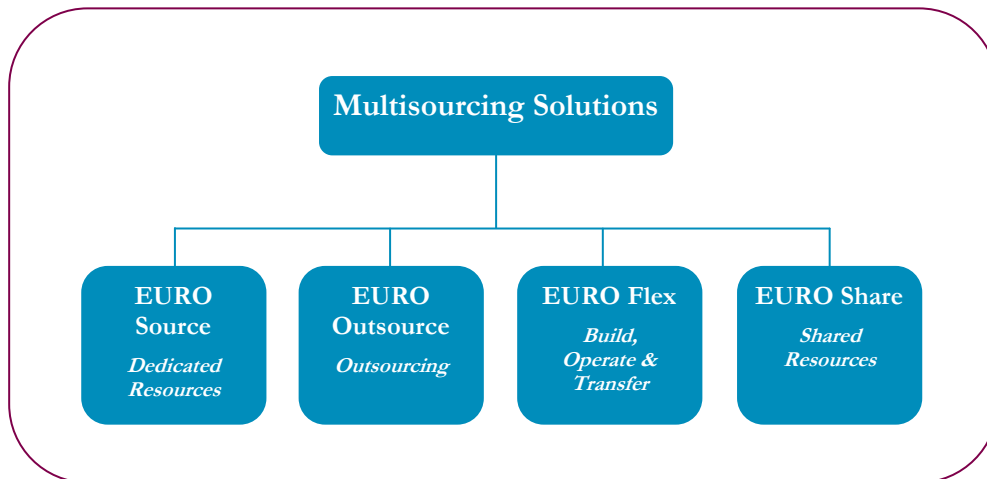 Multisourcing Solutions
EURO
Source
Dedicated
Resources
EURO
Outsource
Outsourcing
EURO Flex
Build,
Operate &
Transfer
EURO Share
Shared
Resources